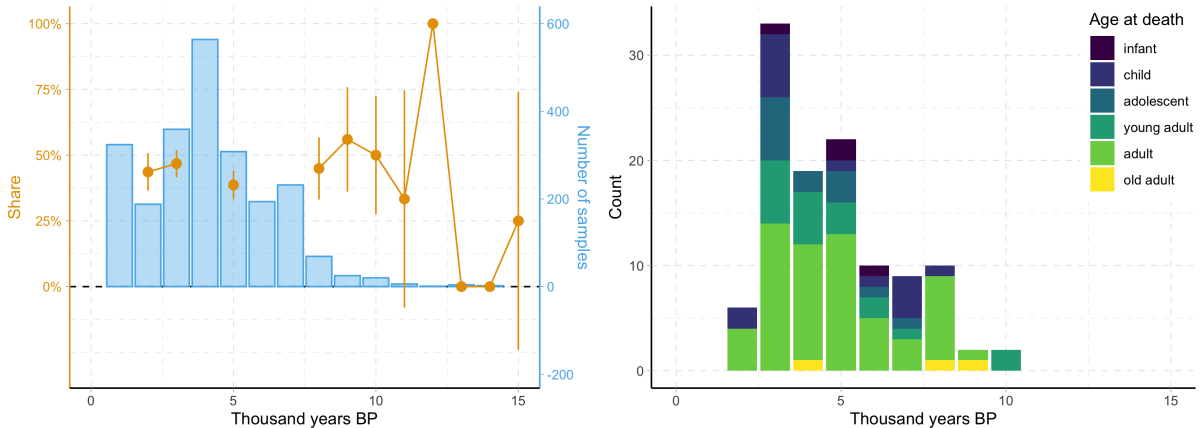 100%
75%
50%
25%
0%
Share
600
400
200
0
-200
Number of samples
0
5
10
15
Thousand years BP
30
20
10
0
Count
0
5
10
15
Thousand years BP
Age at death
infant
child
adolescent
young adult
adult
old adult